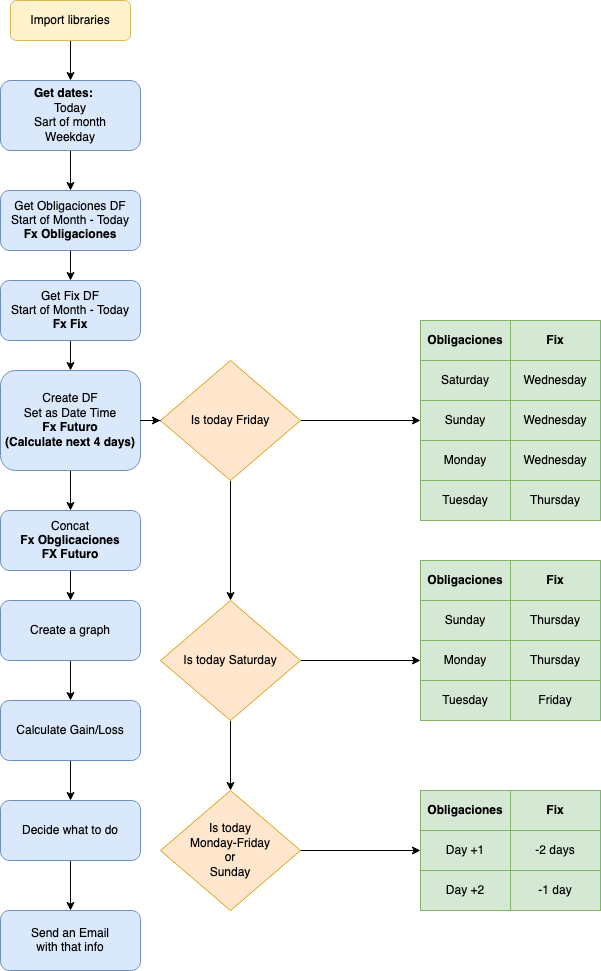 Import libraries
Get dates:
Today
Sart of month
Weekday
Get Obligaciones DF
Start of Month - Today
Fx Obligaciones
Get Fix DF
Start of Month - Today
Fx Fix
Create DF
Set as Date Time
Fx Futuro
(Calculate next 4 days)
Concat
Fx Obglicaciones
FX Futuro
Create a graph
Calculate Gain/Loss
Decide what to do
Send an Email
with that info
Is today Friday
Obligaciones Fix
Saturday Wednesday
Sunday Wednesday
Monday Wednesday
Tuesday Thursday
Is today Saturday
Obligaciones Fix
Sunday Thursday
Monday Thursday
Tuesday Friday
Is today
Monday-Friday
or
Sunday
Obligaciones Fix
Day +1 -2 days
Day +2 -1 day